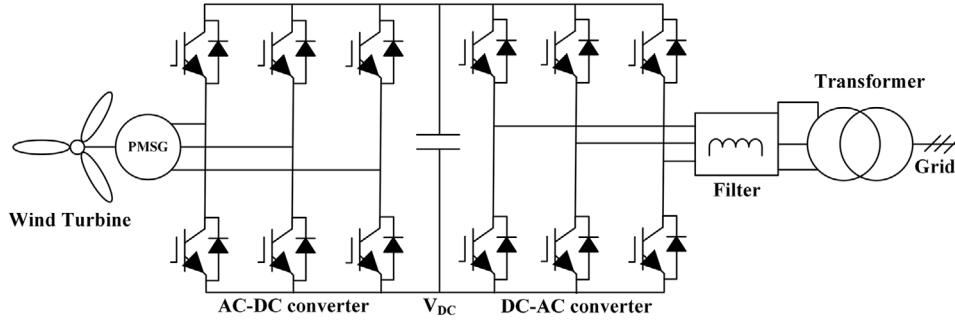 Transformer
PMSG
Grid
Filter
Wind Turbine
AC-DC converter
VDC
DC-AC converter